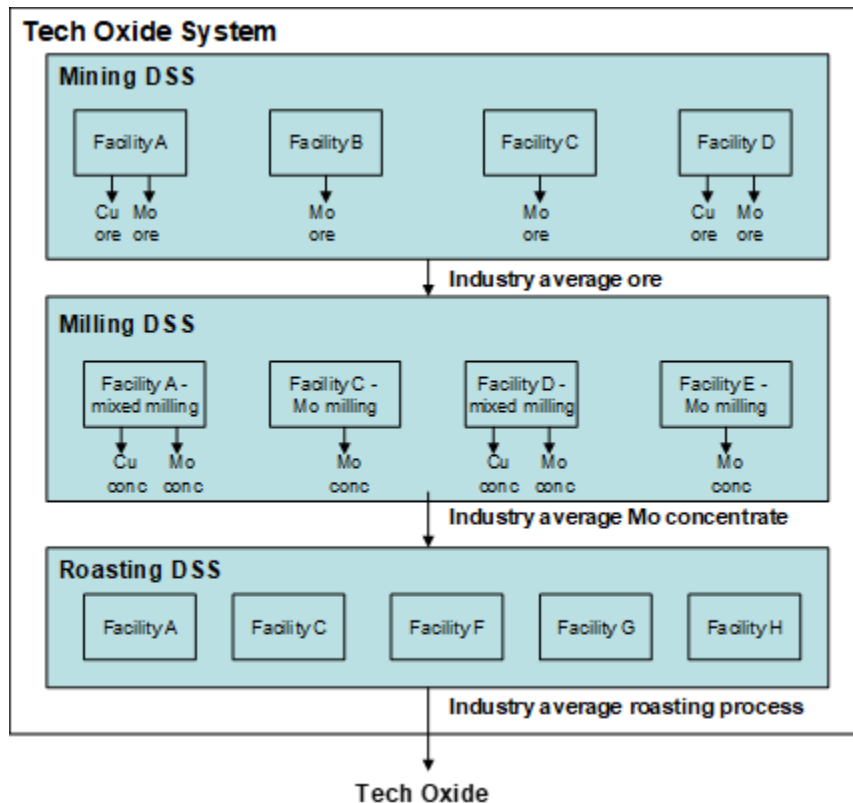 Tech Oxide System
Mining DSS
Facility A
Facility B
Facility C
Facility D
Cu Mo
ore ore
Mo
ore
Mo
ore
Cu Mo
ore ore
Industry average ore
Milling DSS
Facility A -
mixed milling
Facility C -
Mo milling
Facility D -
mixed milling
Facility E -
Mo milling
Cu Mo
conc conc
Mo
conc
Cu Mo
conc conc
Mo
conc
Industry average Mo concentrate
Roasting DSS
Facility A
Facility C
Facility F
Facility G
Facility H
Industry average roasting process
Tech Oxide